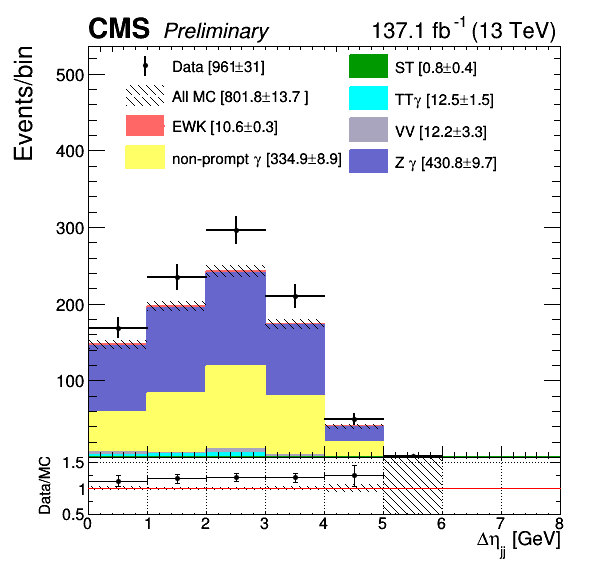 CMS Preliminary 137.1 fb⁻¹ (13 TeV)
Events/bin
500
400
300
200
100
Data [961±31]
All MC [801.8±13.7 ]
EWK [10.6±0.3]
non-prompt γ [334.9±8.9]
ST [0.8±0.4]
TTγ [12.5±1.5]
VV [12.2±3.3]
Z γ [430.8±9.7]
Data/MC
1.5
1
0.5
0 1 2 3 4 5 6 7 8
Δηjj [GeV]